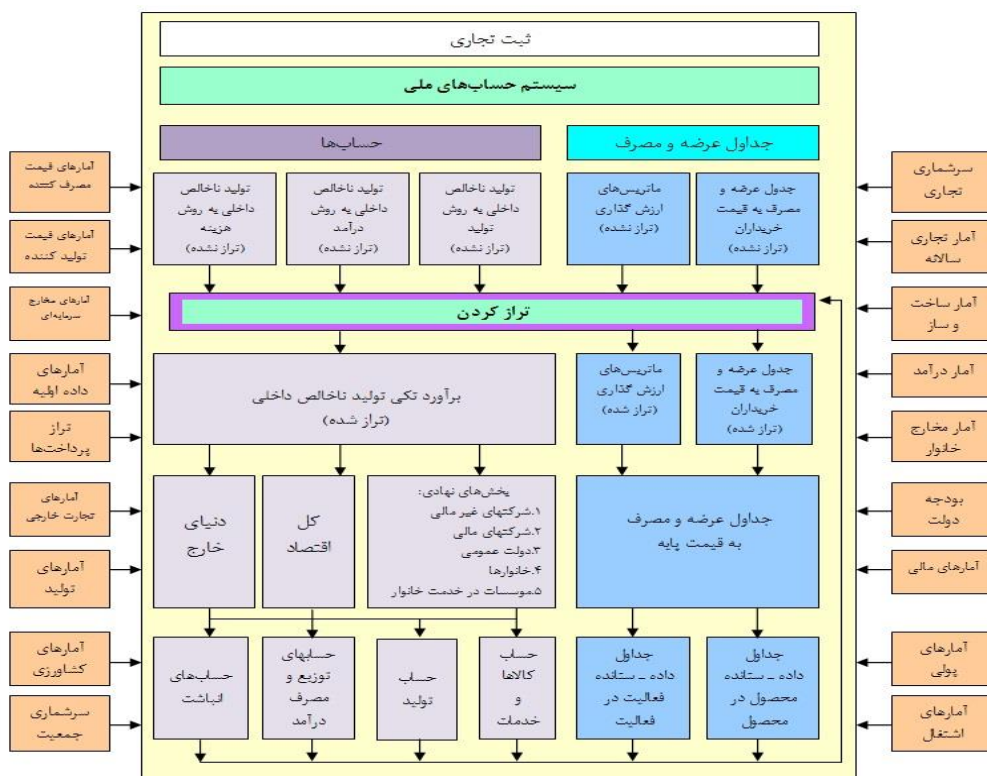 ثبت تجاری
سیستم حساب‌های ملی
جداول عرضه و مصرف
حساب‌ها
سرشماری
تجاری
آمار تجاری
سالانه
آمار ساخت
و ساز
آمار درآمد
آمار مخارج
خانوار
بودجه
دولت
آمارهای مالی
آمارهای
پولی
آمارهای
اشتغال
جدول عرضه و
مصرف به قیمت
خریداران
(تراز نشده)
ماتریس‌های
ارزش گذاری
(تراز نشده)
تولید ناخالص
داخلی به روش
تولید
(تراز نشده)
تولید ناخالص
داخلی به روش
درآمد
(تراز نشده)
تولید ناخالص
داخلی به روش
هزینه
(تراز نشده)
تراز کردن
جدول عرضه و
مصرف به قیمت
خریداران
(تراز شده)
ماتریس‌های
ارزش گذاری
(تراز شده)
برآورد تکی تولید ناخالص داخلی
(تراز شده)
جداول عرضه و مصرف
به قیمت پایه
بخش‌های نهادی:
۱.شرکتهای غیر مالی
۲.شرکتهای مالی
۳.دولت عمومی
۴.خانوارها
۵.موسسات در خدمت خانوار
کل
اقتصاد
دنیای
خارج
جداول
داده ـ ستانده
محصول در
محصول
جداول
داده ـ ستانده
فعالیت در
فعالیت
حساب
کالاها
و
خدمات
حساب
تولید
حسابهای
توزیع و
مصرف
درآمد
حساب‌های
انباشت
آمارهای قیمت
مصرف کننده
آمارهای قیمت
تولید کننده
آمارهای مخارج
سرمایه‌ای
آمارهای
داده اولیه
تراز
پرداخت‌ها
آمارهای
تجارت خارجی
آمارهای
تولید
آمارهای
کشاورزی
سرشماری
جمعیت